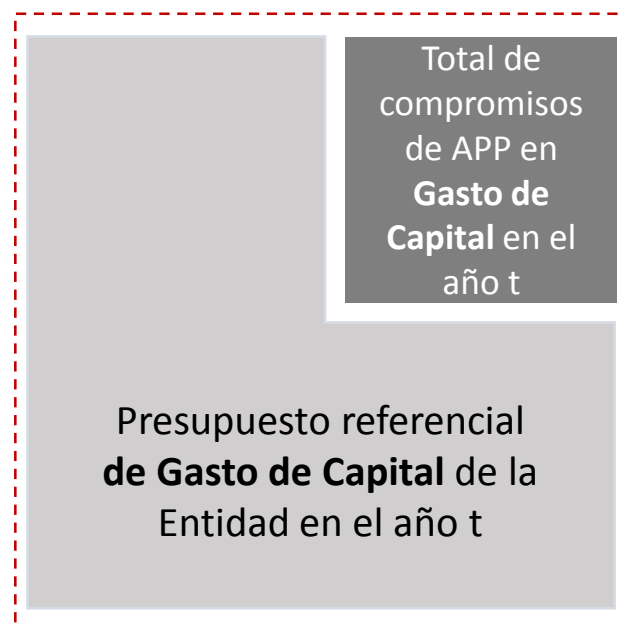 Total de
compromisos
de APP en
Gasto de
Capital en el
año t
Presupuesto referencial
de Gasto de Capital de la
Entidad en el año t